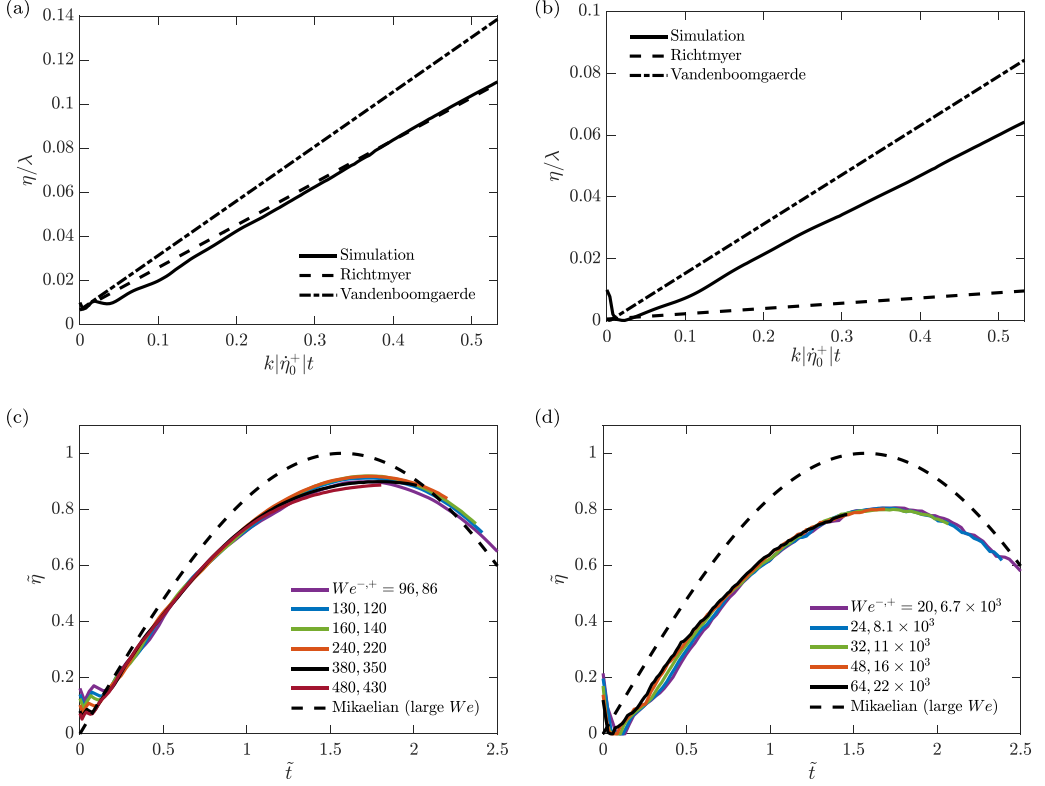 (a)
0.14
0.12
0.1
0.08
0.06
0.04
0.02
0
η/λ
Simulation
Richtmyer
Vandenboomgaerde
0 0.1 0.2 0.3 0.4 0.5
k|η̇₀⁺|t
(b)
0.1
0.08
0.06
0.04
0.02
0
η/λ
Simulation
Richtmyer
Vandenboomgaerde
0 0.1 0.2 0.3 0.4 0.5
k|η̇₀⁺|t
(c)
1
0.8
0.6
0.4
0.2
0
η̃
We⁻,⁺ = 96, 86
130, 120
160, 140
240, 220
380, 350
480, 430
Mikaelian (large We)
0 0.5 1 1.5 2 2.5
t̃
(d)
1
0.8
0.6
0.4
0.2
0
η̃
We⁻,⁺ = 20, 6.7 × 10³
24, 8.1 × 10³
32, 11 × 10³
48, 16 × 10³
64, 22 × 10³
Mikaelian (large We)
0 0.5 1 1.5 2 2.5
t̃